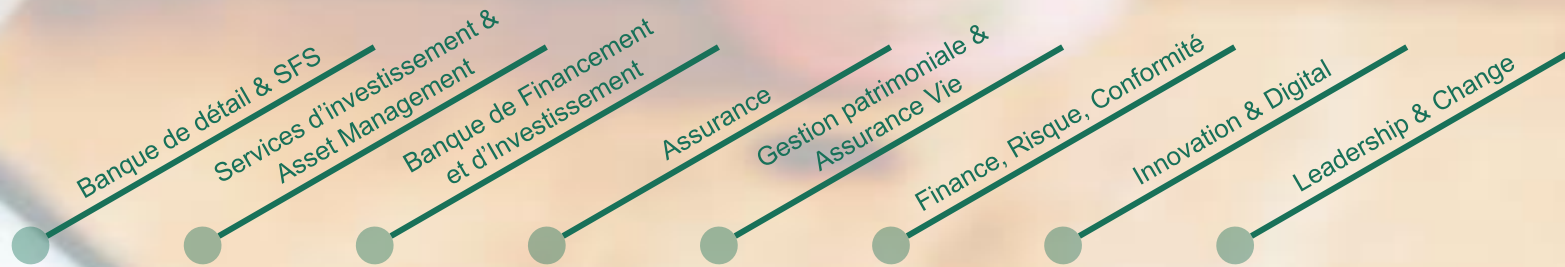 Banque de détail & SFS
Services d’investissement &
Asset Management
Banque de Financement
et d’Investissement
Assurance
Gestion patrimoniale &
Assurance Vie
Finance, Risque, Conformité
Innovation & Digital
Leadership & Change